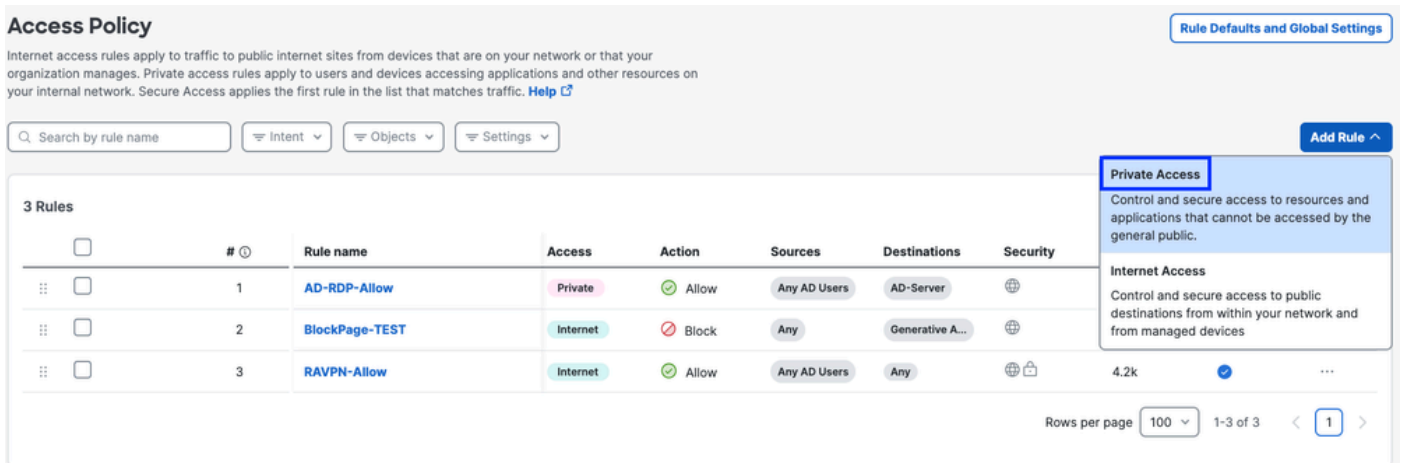 Access Policy
Rule Defaults and Global Settings
Internet access rules apply to traffic to public internet sites from devices that are on your network or that your
organization manages. Private access rules apply to users and devices accessing applications and other resources on
your internal network. Secure Access applies the first rule in the list that matches traffic. Help
Search by rule name Intent Objects Settings Add Rule
Private Access
Control and secure access to resources and
applications that cannot be accessed by the
general public.
Internet Access
Control and secure access to public
destinations from within your network and
from managed devices
3 Rules
# Rule name Access Action Sources Destinations Security
1 AD-RDP-Allow Private Allow Any AD Users AD-Server
2 BlockPage-TEST Internet Block Any Generative A...
3 RAVPN-Allow Internet Allow Any AD Users Any 4.2k ...
Rows per page 100 1-3 of 3 < 1 >